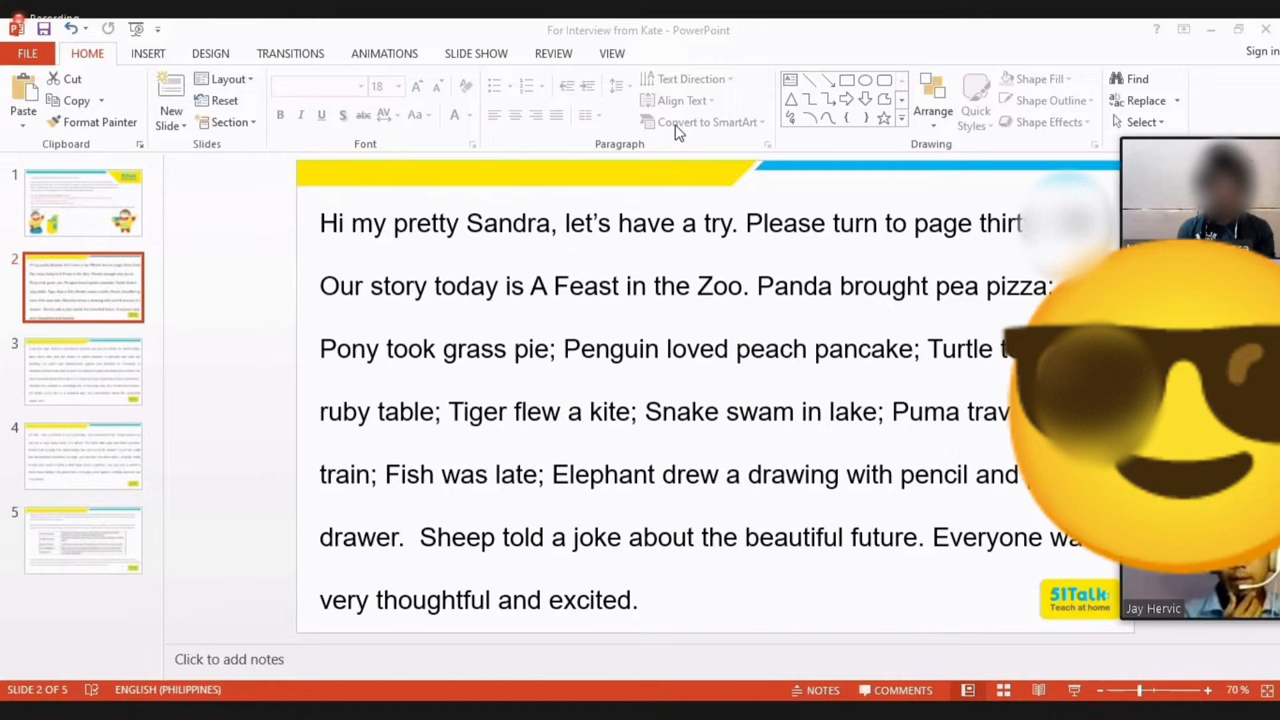 Recording
For Interview from Kate - PowerPoint
Sign in
FILE HOME INSERT DESIGN TRANSITIONS ANIMATIONS SLIDE SHOW REVIEW VIEW
Paste
Cut
Copy
Format Painter
Clipboard
New
Slide
Layout
Reset
Section
Slides
18
Font
Text Direction
Align Text
Convert to SmartArt
Paragraph
Arrange
Quick
Styles
Drawing
Shape Fill
Shape Outline
Shape Effects
Find
Replace
Select
1
2
3
4
5
Hi my pretty Sandra, let's have a try. Please turn to page
Our story today is A Feast in the Zoo. Panda brought pea pizza;
Pony took grass pie; Penguin loved peach pancake; Turtle
ruby table; Tiger flew a kite; Snake swam in lake; Puma
train; Fish was late; Elephant drew a drawing with pencil and
drawer. Sheep told a joke about the beautiful future. Everyone
very thoughtful and excited.
51Talk
Teach at home
Jay Hervic
Click to add notes
SLIDE 2 OF 5 ENGLISH (PHILIPPINES) NOTES COMMENTS 70 %